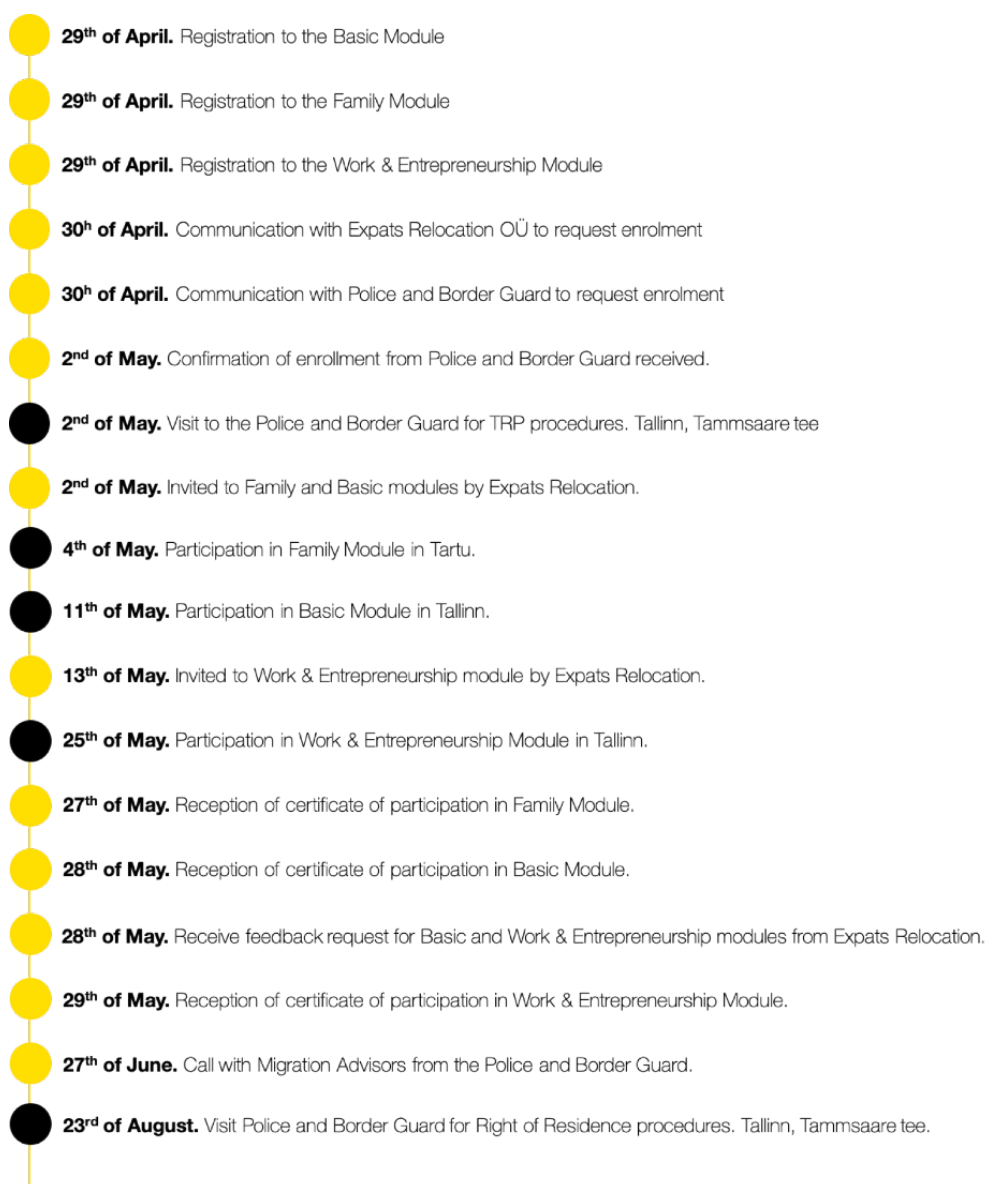 29th of April. Registration to the Basic Module
29th of April. Registration to the Family Module
29th of April. Registration to the Work & Entrepreneurship Module
30h of April. Communication with Expats Relocation OÜ to request enrolment
30h of April. Communication with Police and Border Guard to request enrolment
2nd of May. Confirmation of enrollment from Police and Border Guard received.
2nd of May. Visit to the Police and Border Guard for TRP procedures. Tallinn, Tammsaare tee
2nd of May. Invited to Family and Basic modules by Expats Relocation.
4th of May. Participation in Family Module in Tartu.
11th of May. Participation in Basic Module in Tallinn.
13th of May. Invited to Work & Entrepreneurship module by Expats Relocation.
25th of May. Participation in Work & Entrepreneurship Module in Tallinn.
27th of May. Reception of certificate of participation in Family Module.
28th of May. Reception of certificate of participation in Basic Module.
28th of May. Receive feedback request for Basic and Work & Entrepreneurship modules from Expats Relocation.
29th of May. Reception of certificate of participation in Work & Entrepreneurship Module.
27th of June. Call with Migration Advisors from the Police and Border Guard.
23rd of August. Visit Police and Border Guard for Right of Residence procedures. Tallinn, Tammsaare tee.